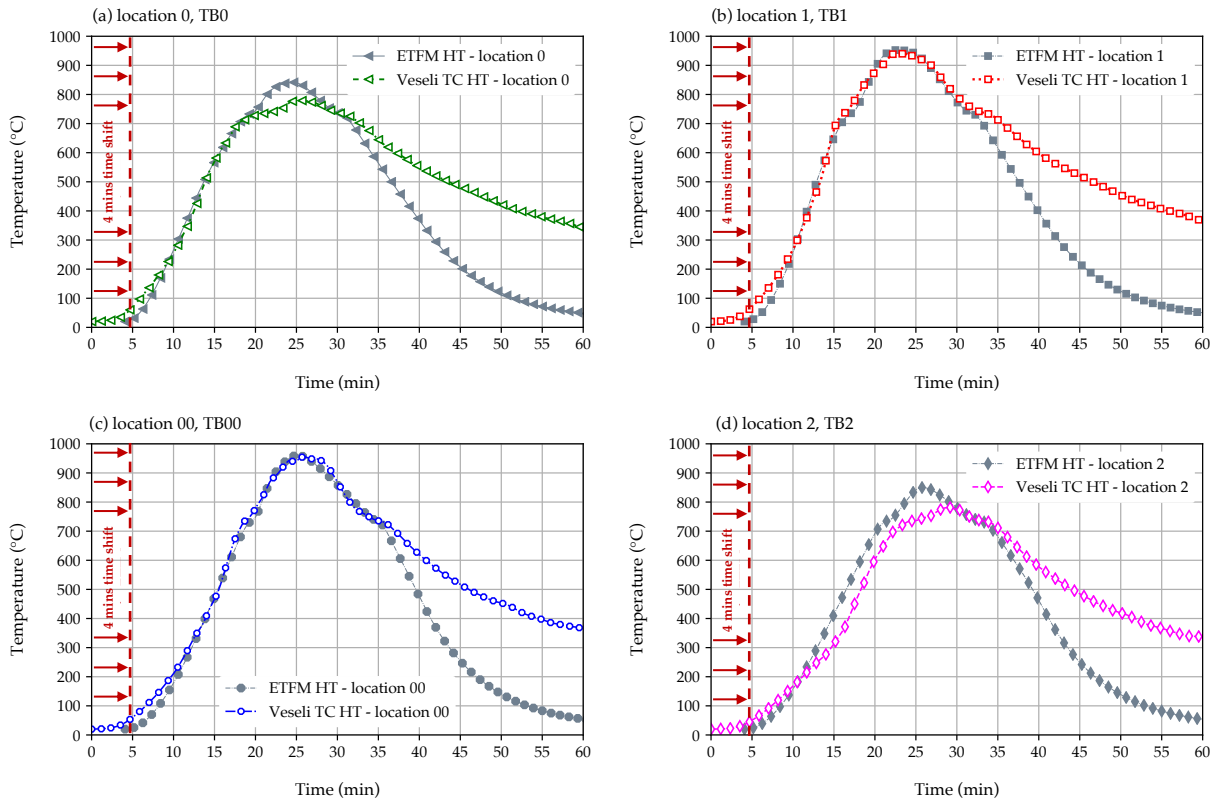 (a) location 0, TB0
1000
900
800
700
600
500
400
300
200
100
0
Temperature (°C)
4 mins time shift
ETFM HT - location 0
Veseli TC HT - location 0
0 5 10 15 20 25 30 35 40 45 50 55 60
Time (min)
(b) location 1, TB1
1000
900
800
700
600
500
400
300
200
100
0
Temperature (°C)
4 mins time shift
ETFM HT - location 1
Veseli TC HT - location 1
0 5 10 15 20 25 30 35 40 45 50 55 60
Time (min)
(c) location 00, TB00
1000
900
800
700
600
500
400
300
200
100
0
Temperature (°C)
4 mins time shift
ETFM HT - location 00
Veseli TC HT - location 00
0 5 10 15 20 25 30 35 40 45 50 55 60
Time (min)
(d) location 2, TB2
1000
900
800
700
600
500
400
300
200
100
0
Temperature (°C)
4 mins time shift
ETFM HT - location 2
Veseli TC HT - location 2
0 5 10 15 20 25 30 35 40 45 50 55 60
Time (min)